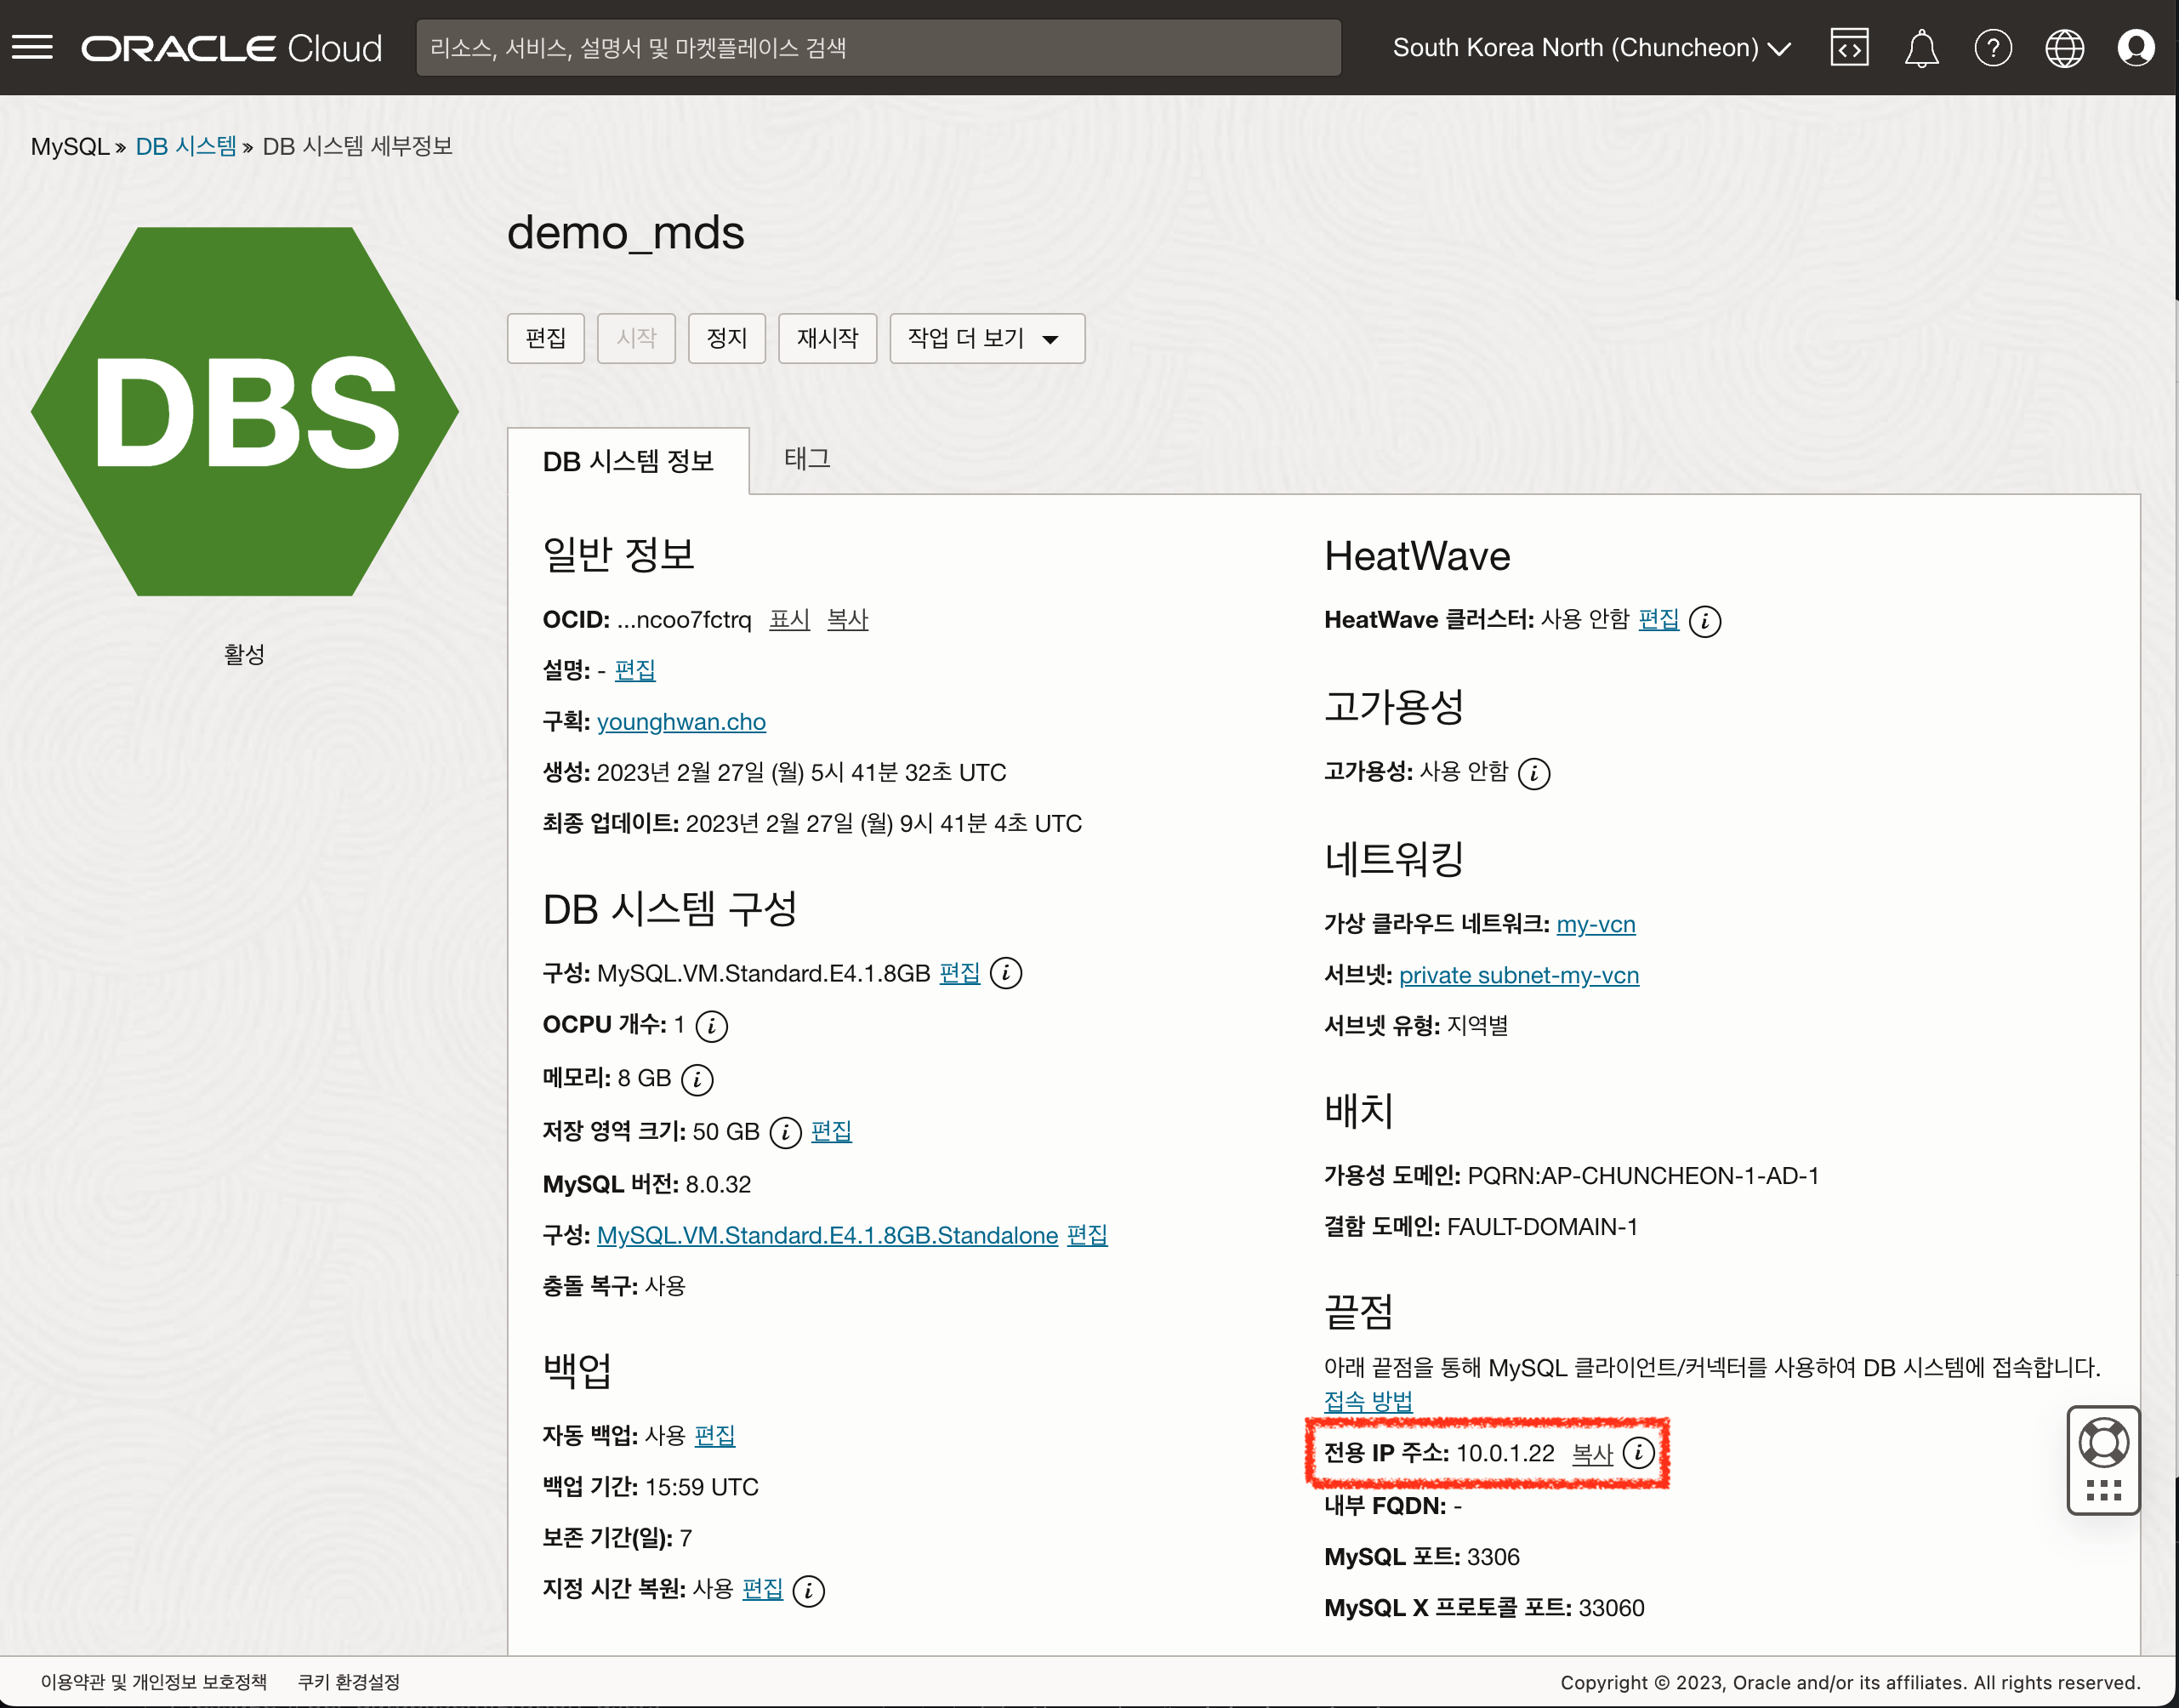 ORACLE Cloud
리소스, 서비스, 설명서 및 마켓플레이스 검색
South Korea North (Chuncheon)
MySQL » DB 시스템 » DB 시스템 세부정보
DBS
활성
demo_mds
편집 시작 정지 재시작 작업 더 보기
DB 시스템 정보 태그
일반 정보
OCID: ...ncoo7fctrq 표시 복사
설명: - 편집
구획: younghwan.cho
생성: 2023년 2월 27일 (월) 5시 41분 32초 UTC
최종 업데이트: 2023년 2월 27일 (월) 9시 41분 4초 UTC
DB 시스템 구성
구성: MySQL.VM.Standard.E4.1.8GB 편집
OCPU 개수: 1
메모리: 8 GB
저장 영역 크기: 50 GB 편집
MySQL 버전: 8.0.32
구성: MySQL.VM.Standard.E4.1.8GB.Standalone 편집
충돌 복구: 사용
백업
자동 백업: 사용 편집
백업 기간: 15:59 UTC
보존 기간(일): 7
지정 시간 복원: 사용 편집
HeatWave
HeatWave 클러스터: 사용 안함 편집
고가용성
고가용성: 사용 안함
네트워킹
가상 클라우드 네트워크: my-vcn
서브넷: private subnet-my-vcn
서브넷 유형: 지역별
배치
가용성 도메인: PQRN:AP-CHUNCHEON-1-AD-1
결함 도메인: FAULT-DOMAIN-1
끝점
아래 끝점을 통해 MySQL 클라이언트/커넥터를 사용하여 DB 시스템에 접속합니다.
접속 방법
전용 IP 주소: 10.0.1.22 복사
내부 FQDN: -
MySQL 포트: 3306
MySQL X 프로토콜 포트: 33060
이용약관 및 개인정보 보호정책 쿠키 환경설정
Copyright © 2023, Oracle and/or its affiliates. All rights reserved.